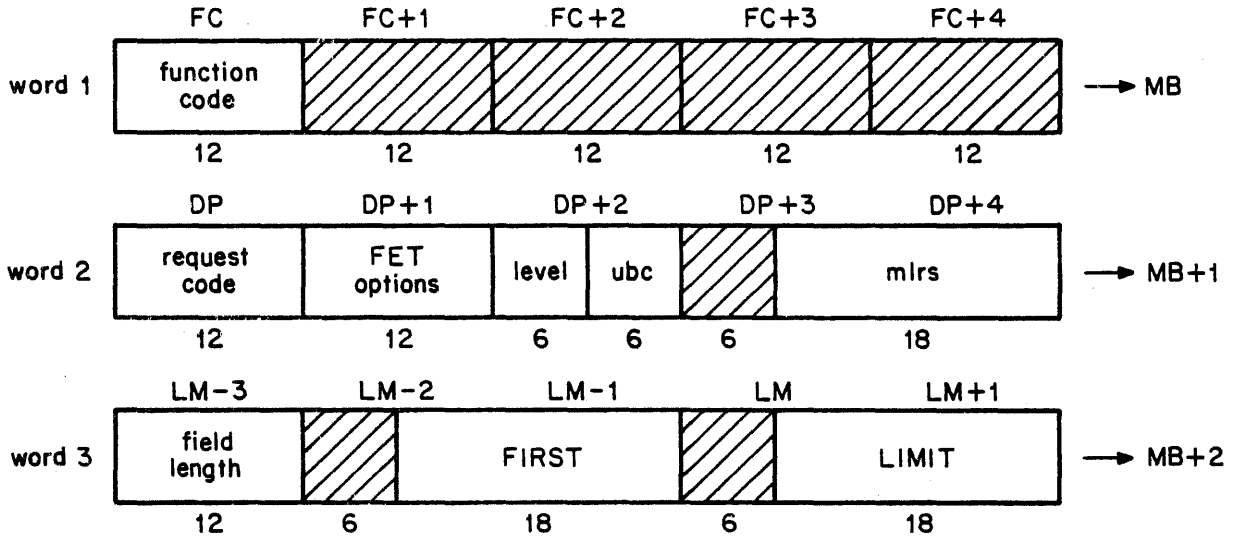 FC FC+1 FC+2 FC+3 FC+4
word 1 function code → MB
12 12 12 12 12
DP DP+1 DP+2 DP+3 DP+4
word 2 request code FET options level ubc mlrs → MB+1
12 12 6 6 6 18
LM-3 LM-2 LM-1 LM LM+1
word 3 field length FIRST LIMIT → MB+2
12 6 18 6 18